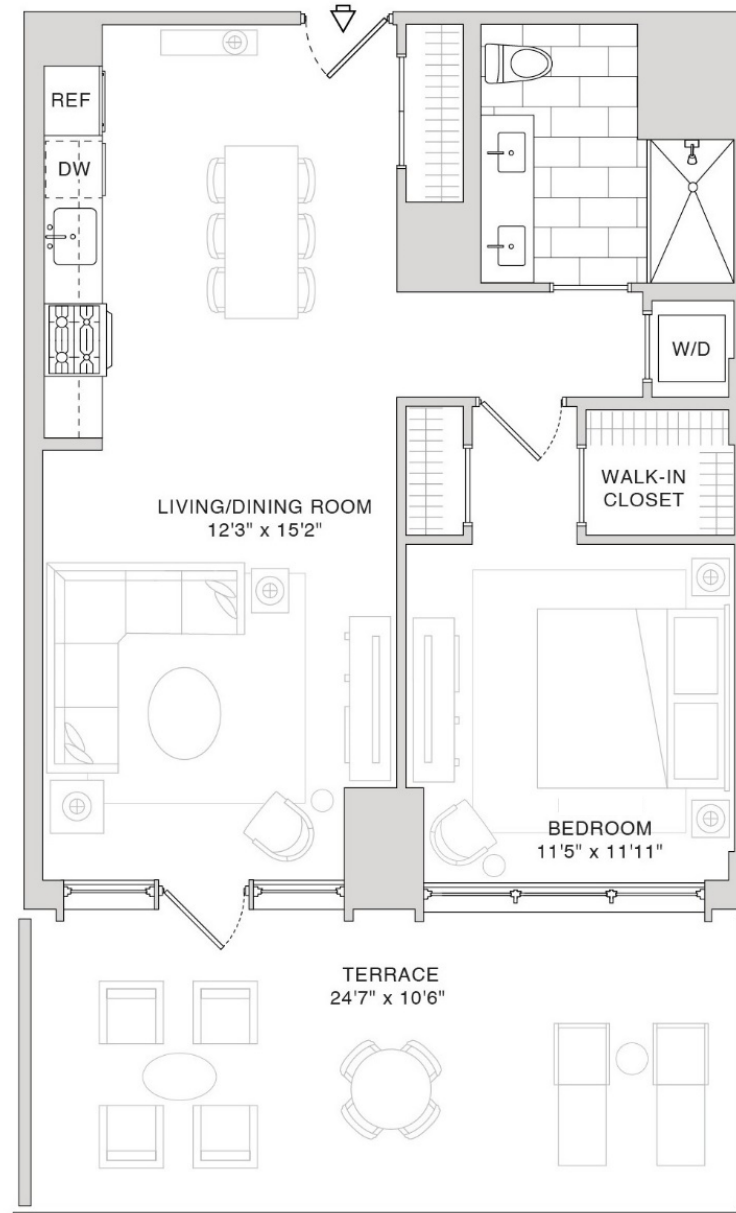 REF
DW
W/D
WALK-IN
CLOSET
LIVING/DINING ROOM
12'3" x 15'2"
BEDROOM
11'5" x 11'11"
TERRACE
24'7" x 10'6"